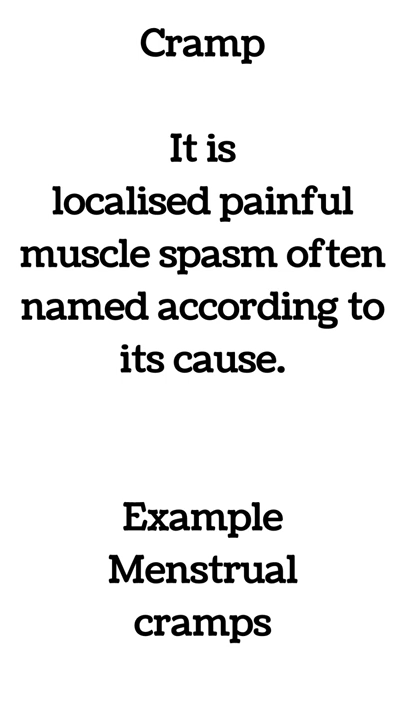 Cramp
It is
localised painful
muscle spasm often
named according to
its cause.
Example
Menstrual
cramps